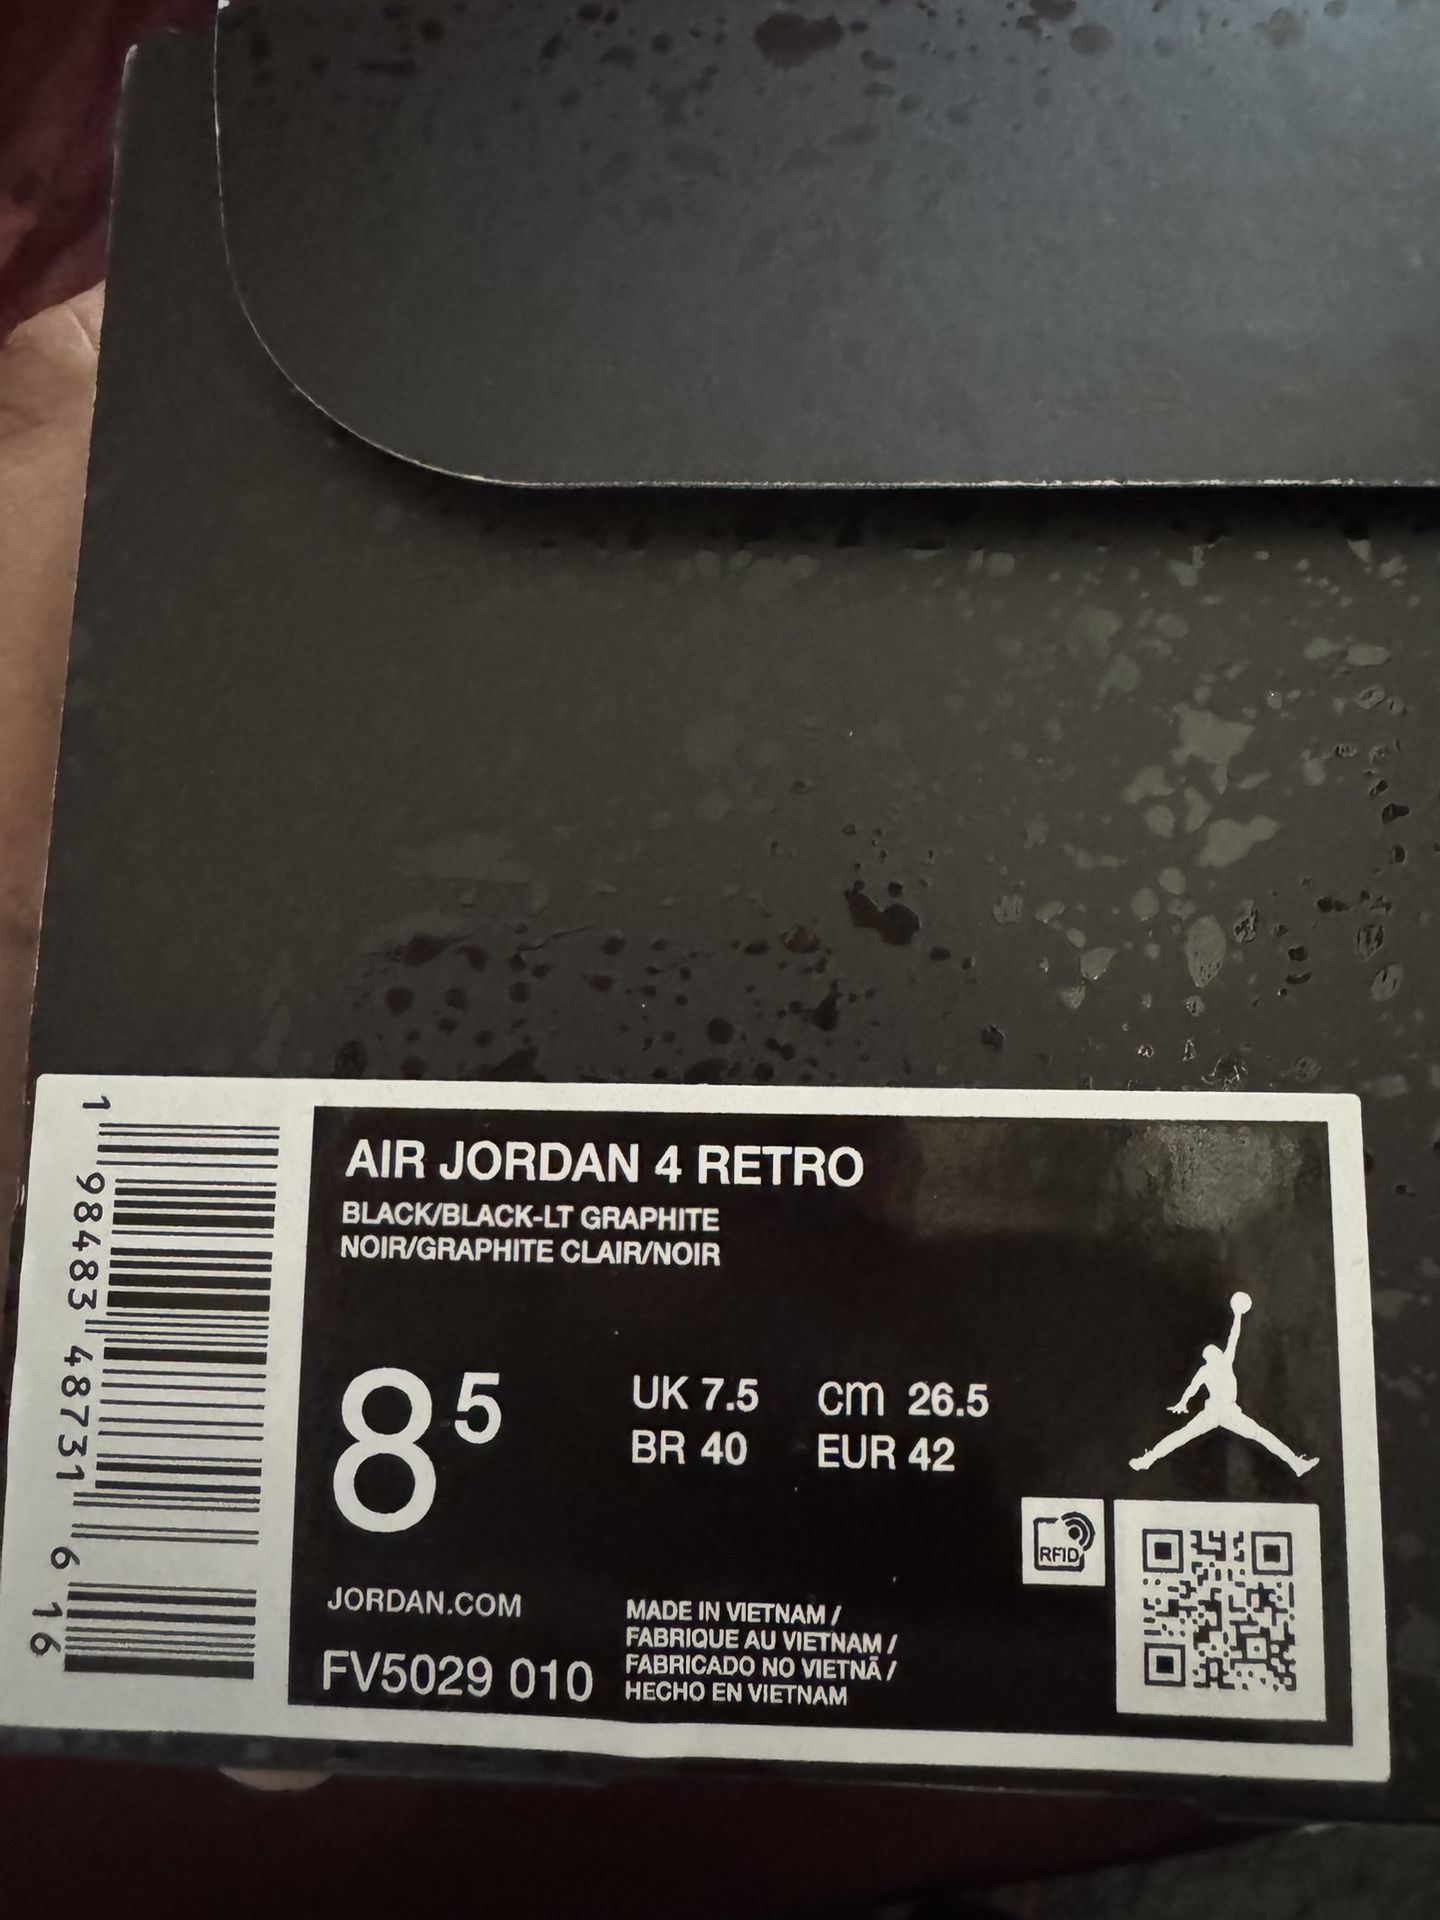 AIR JORDAN 4 RETRO
BLACK/BLACK-LT GRAPHITE
NOIR/GRAPHITE CLAIR/NOIR
8 5
UK 7.5 cm 26.5
BR 40 EUR 42
RFID
JORDAN.COM
FV5029 010
MADE IN VIETNAM /
FABRIQUE AU VIETNAM /
FABRICADO NO VIETNÃ /
HECHO EN VIETNAM
1 98483 48731 6 16